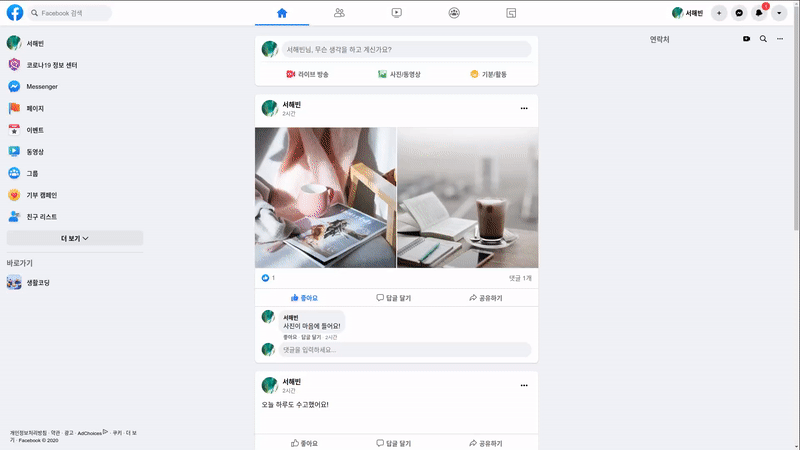 Facebook 검색
서해빈
1
서해빈
코로나19 정보 센터
Messenger
페이지
이벤트
동영상
그룹
기부 캠페인
친구 리스트
더 보기
바로가기
생활코딩
개인정보처리방침 · 약관 · 광고 · AdChoices · 쿠키 · 더 보
기 · Facebook © 2020
서해빈님, 무슨 생각을 하고 계신가요?
라이브 방송
사진/동영상
기분/활동
서해빈
2시간
1
댓글 1개
좋아요
답글 달기
공유하기
서해빈
사진이 마음에 들어요!
좋아요 · 답글 달기 · 2시간
댓글을 입력하세요...
서해빈
2시간
오늘 하루도 수고했어요!
좋아요
답글 달기
공유하기
연락처